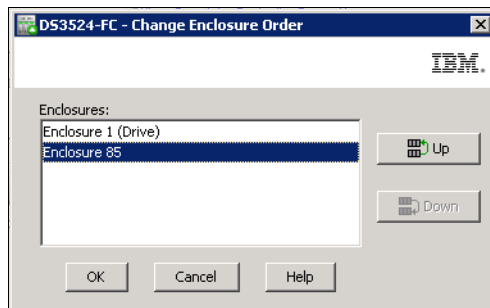 DS3524-FC - Change Enclosure Order
IBM.
Enclosures:
Enclosure 1 (Drive)
Enclosure 85
Up
Down
OK Cancel Help